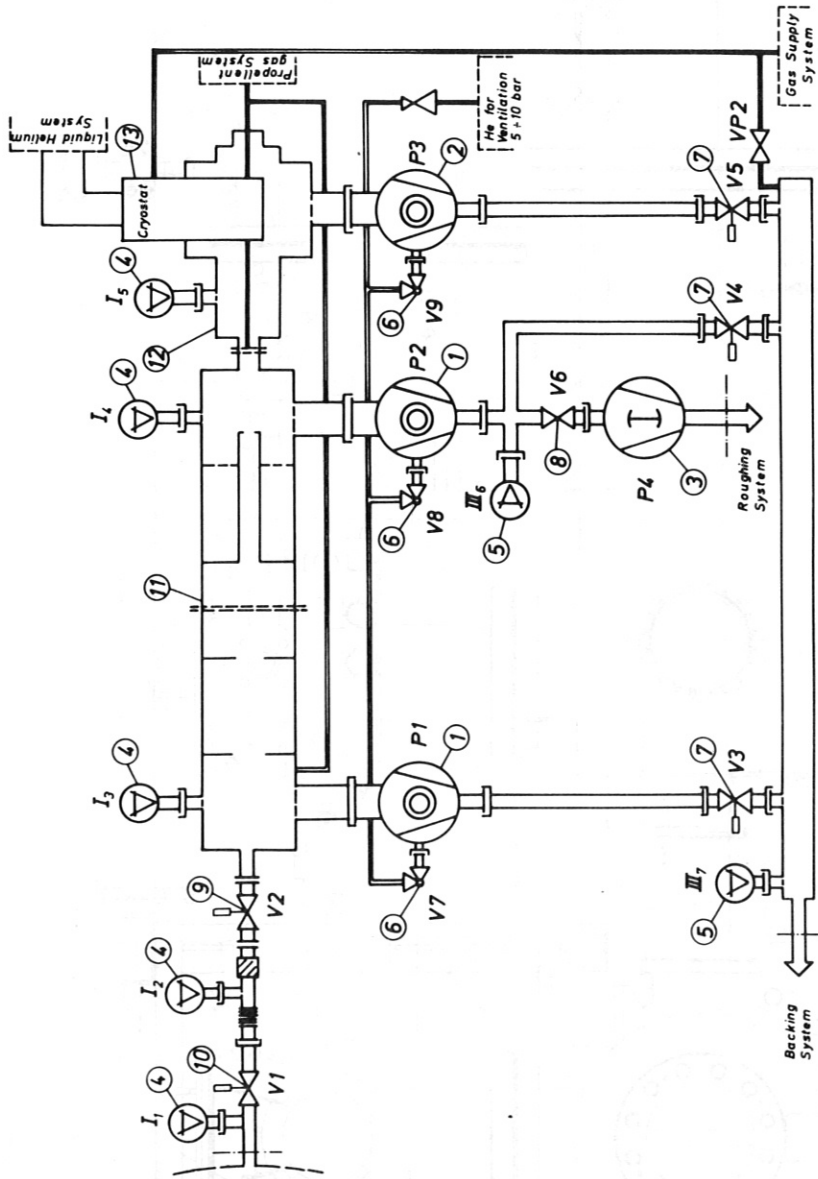 Liquid Helium
System
13
Cryostat
Propellent
gas System
Gas Supply
System
He for
Ventilation
5 ÷ 10 bar
VP2
I₅
4
12
I₄
4
11
I₃
4
9
V2
I₂
4
10
V1
I₁
4
P3
2
6
V9
P2
1
6
V8
P1
1
6
V7
V6
8
III₆
5
P4
3
Roughing
System
7
V5
7
V4
7
V3
III₇
5
Backing
System